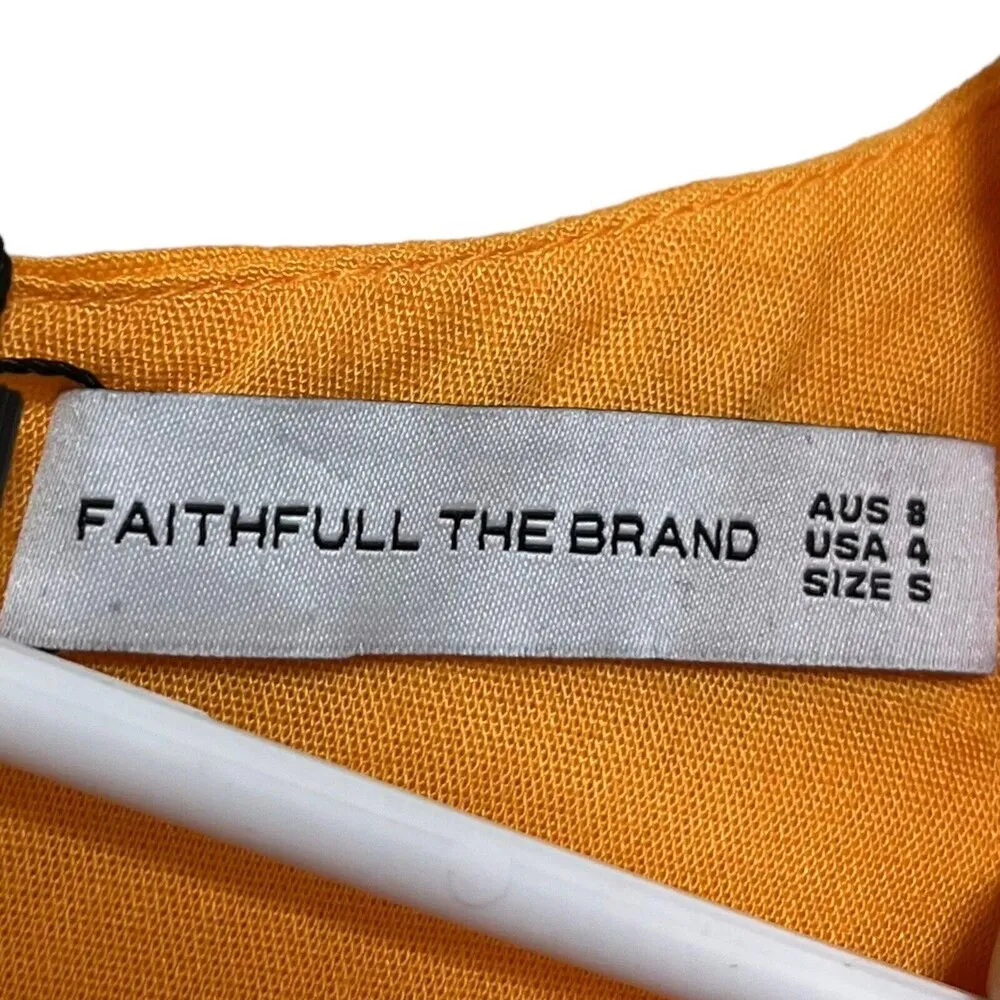 FAITHFULL THE BRAND
AUS 8
USA 4
SIZE S